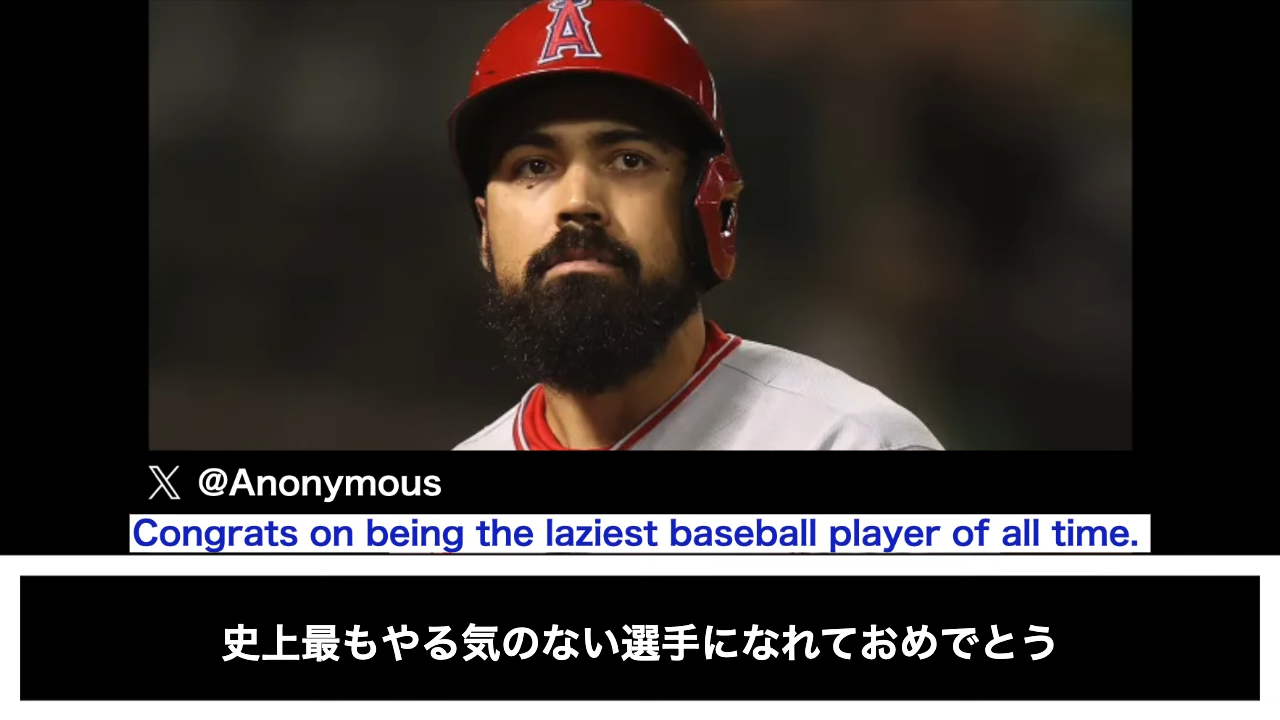 A
@Anonymous
Congrats on being the laziest baseball player of all time.
史上最もやる気のない選手になれておめでとう